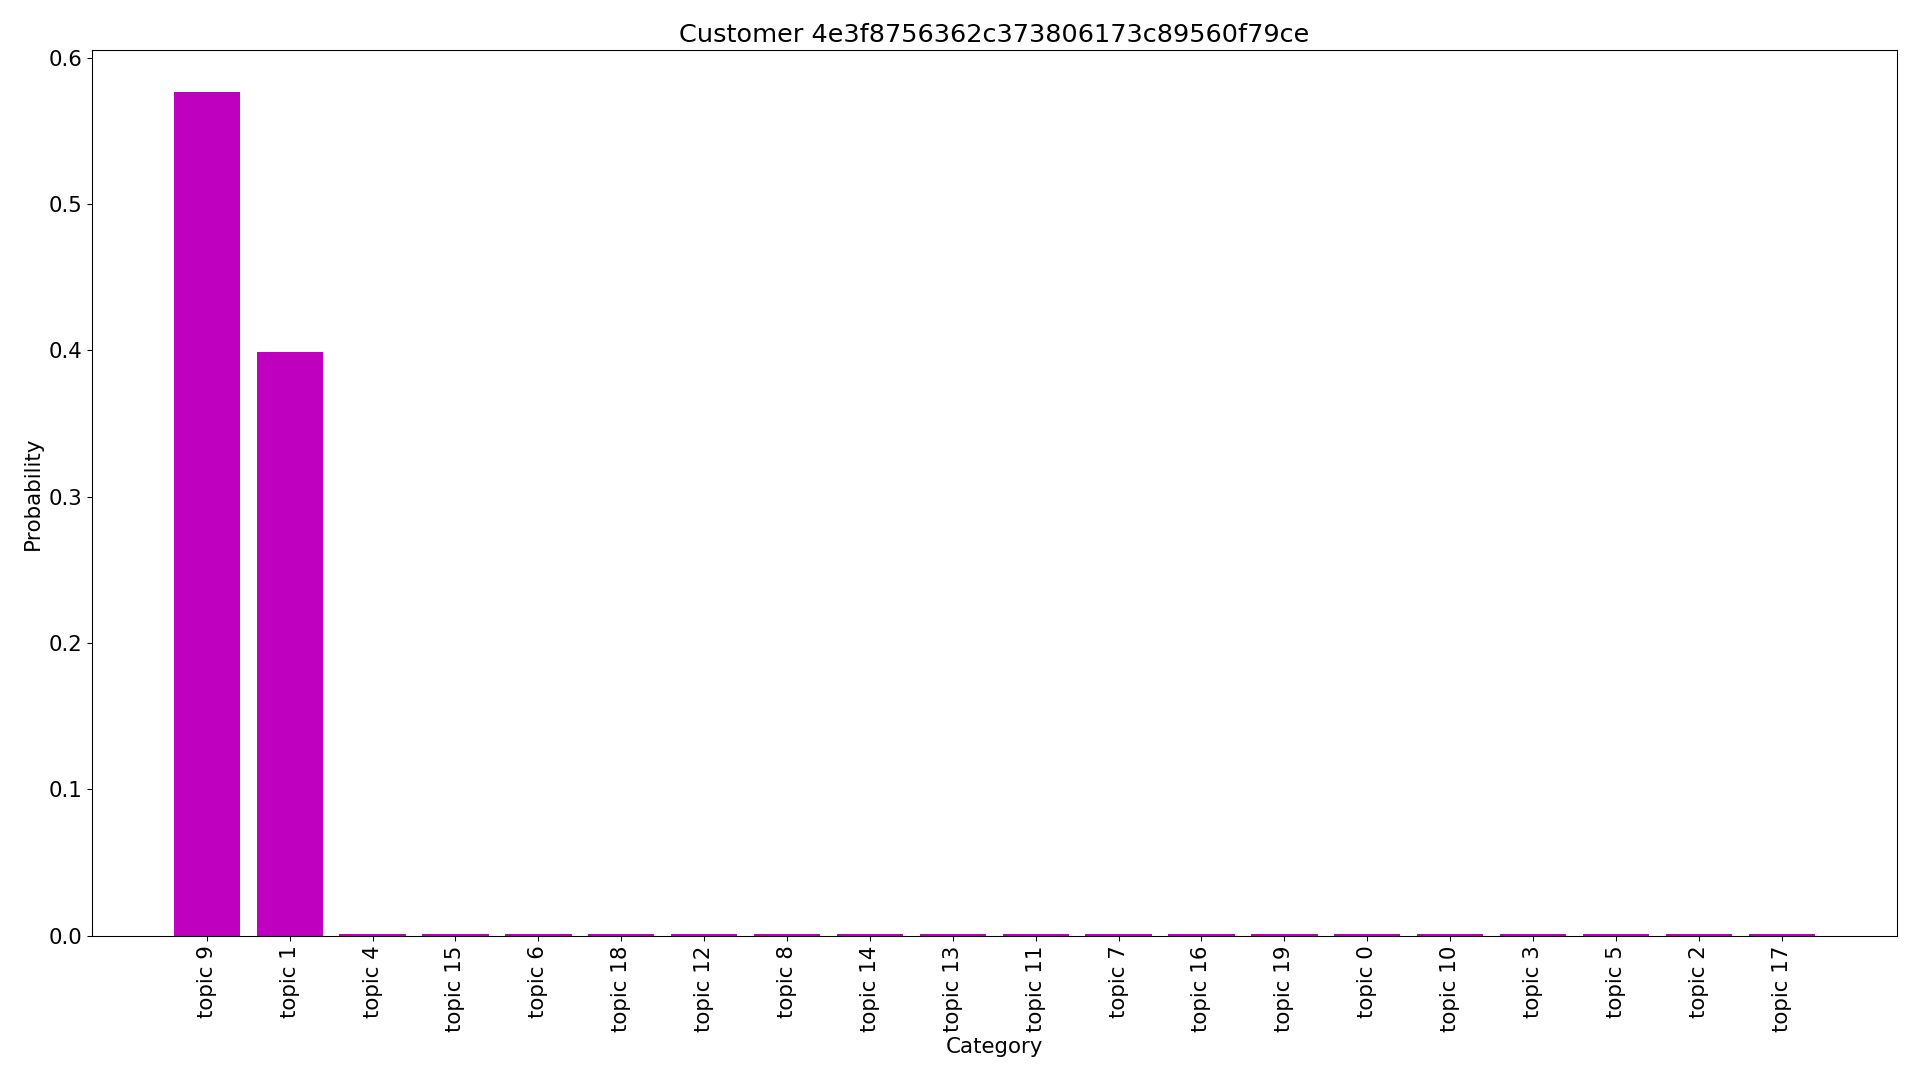 Customer 4e3f8756362c373806173c89560f79ce
0.6
0.5
0.4
0.3
0.2
0.1
0.0
Probability
topic 9
topic 1
topic 4
topic 15
topic 6
topic 18
topic 12
topic 8
topic 14
topic 13
topic 11
topic 7
topic 16
topic 19
topic 0
topic 10
topic 3
topic 5
topic 2
topic 17
Category